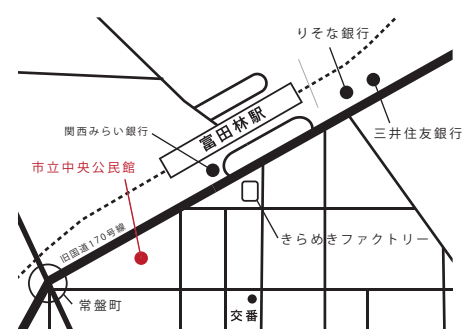 りそな銀行
富田林駅
関西みらい銀行
三井住友銀行
市立中央公民館
旧国道170号線
きらめきファクトリー
常盤町
交番